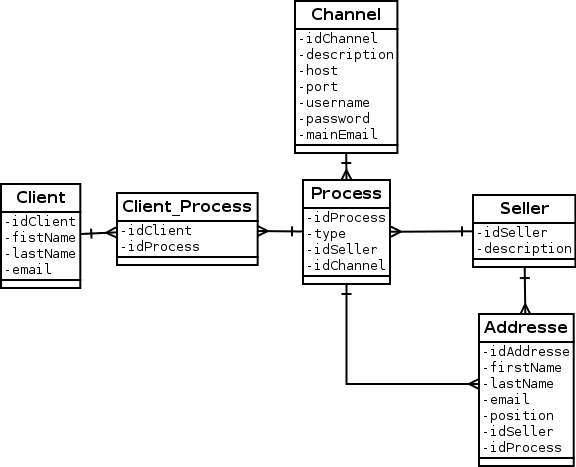 Channel
-idChannel
-description
-host
-port
-username
-password
-mainEmail
Client
-idClient
-fistName
-lastName
-email
Client_Process
-idClient
-idProcess
Process
-idProcess
-type
-idSeller
-idChannel
Seller
-idSeller
-description
Addresse
-idAddresse
-firstName
-lastName
-email
-position
-idSeller
-idProcess